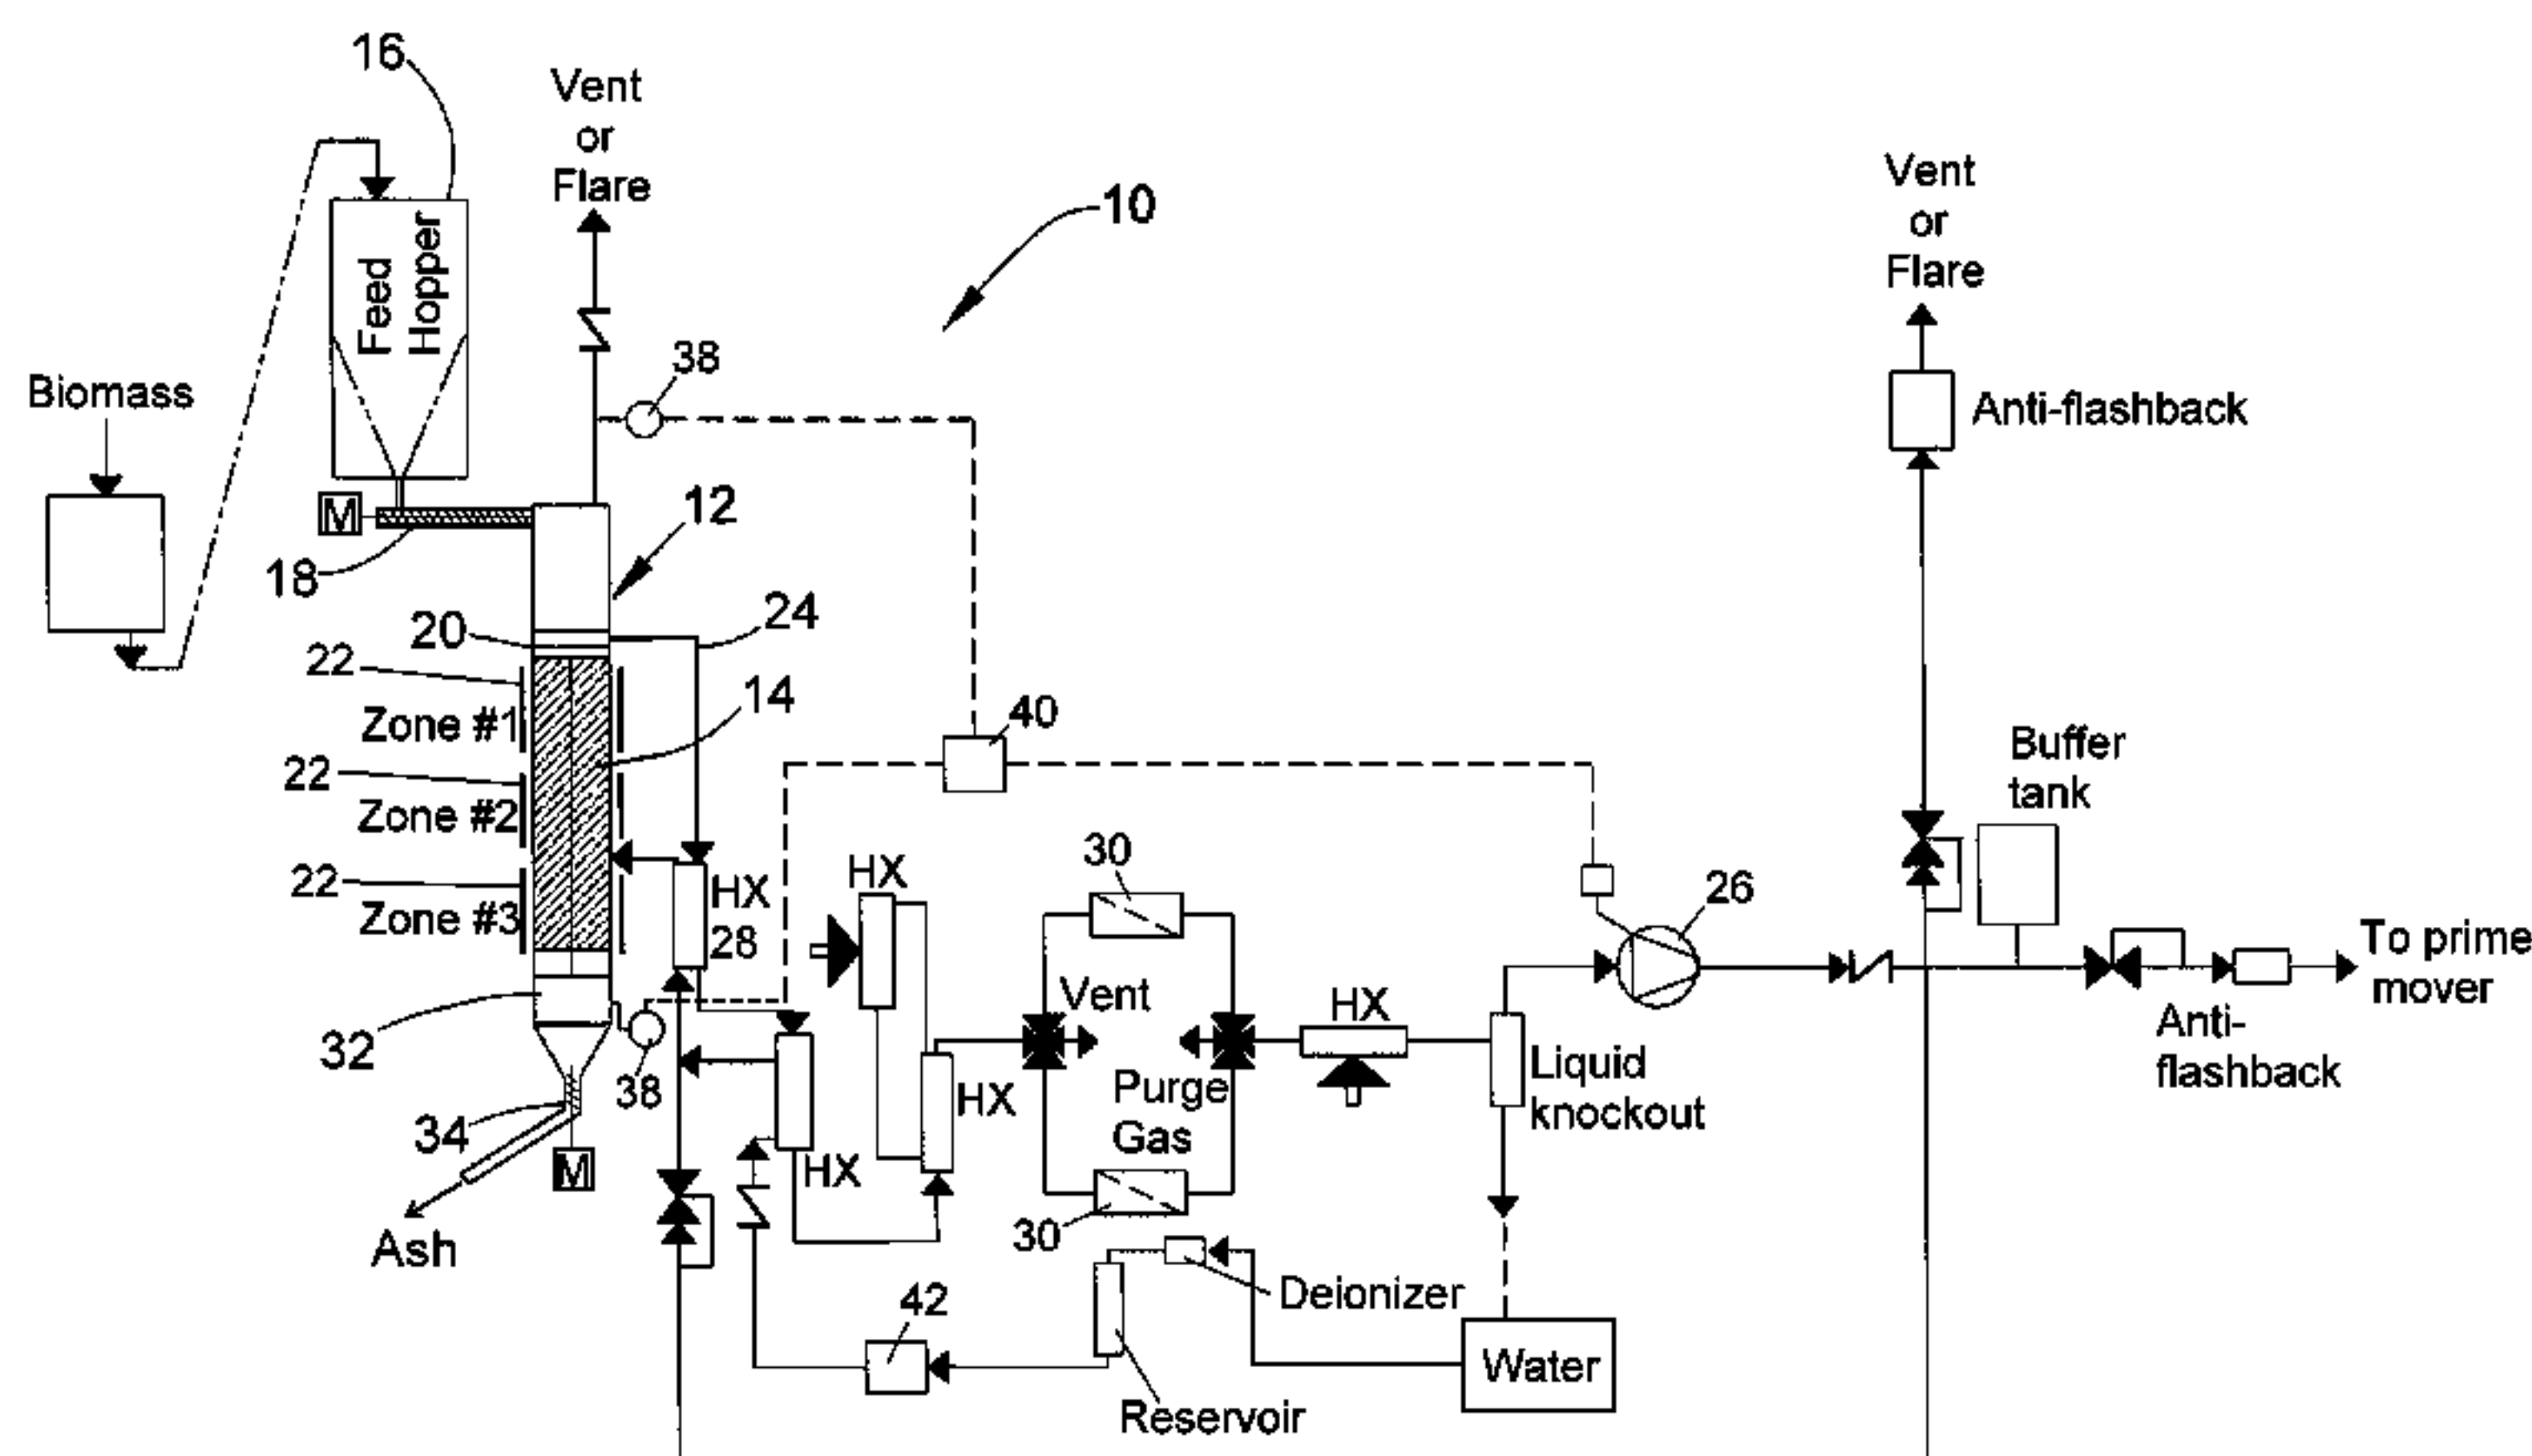 16
Vent
or
Flare
10
Vent
or
Flare
Feed
Hopper
38
Biomass
Anti-flashback
M
12
18
24
20
22
14
Zone #1
40
Buffer
tank
22
Zone #2
30
HX
26
22
HX
Zone #3
28
To prime
mover
Vent
HX
32
Anti-
flashback
Liquid
knockout
38
HX
Purge
Gas
34
M
HX
30
Ash
Deionizer
42
Water
Reservoir